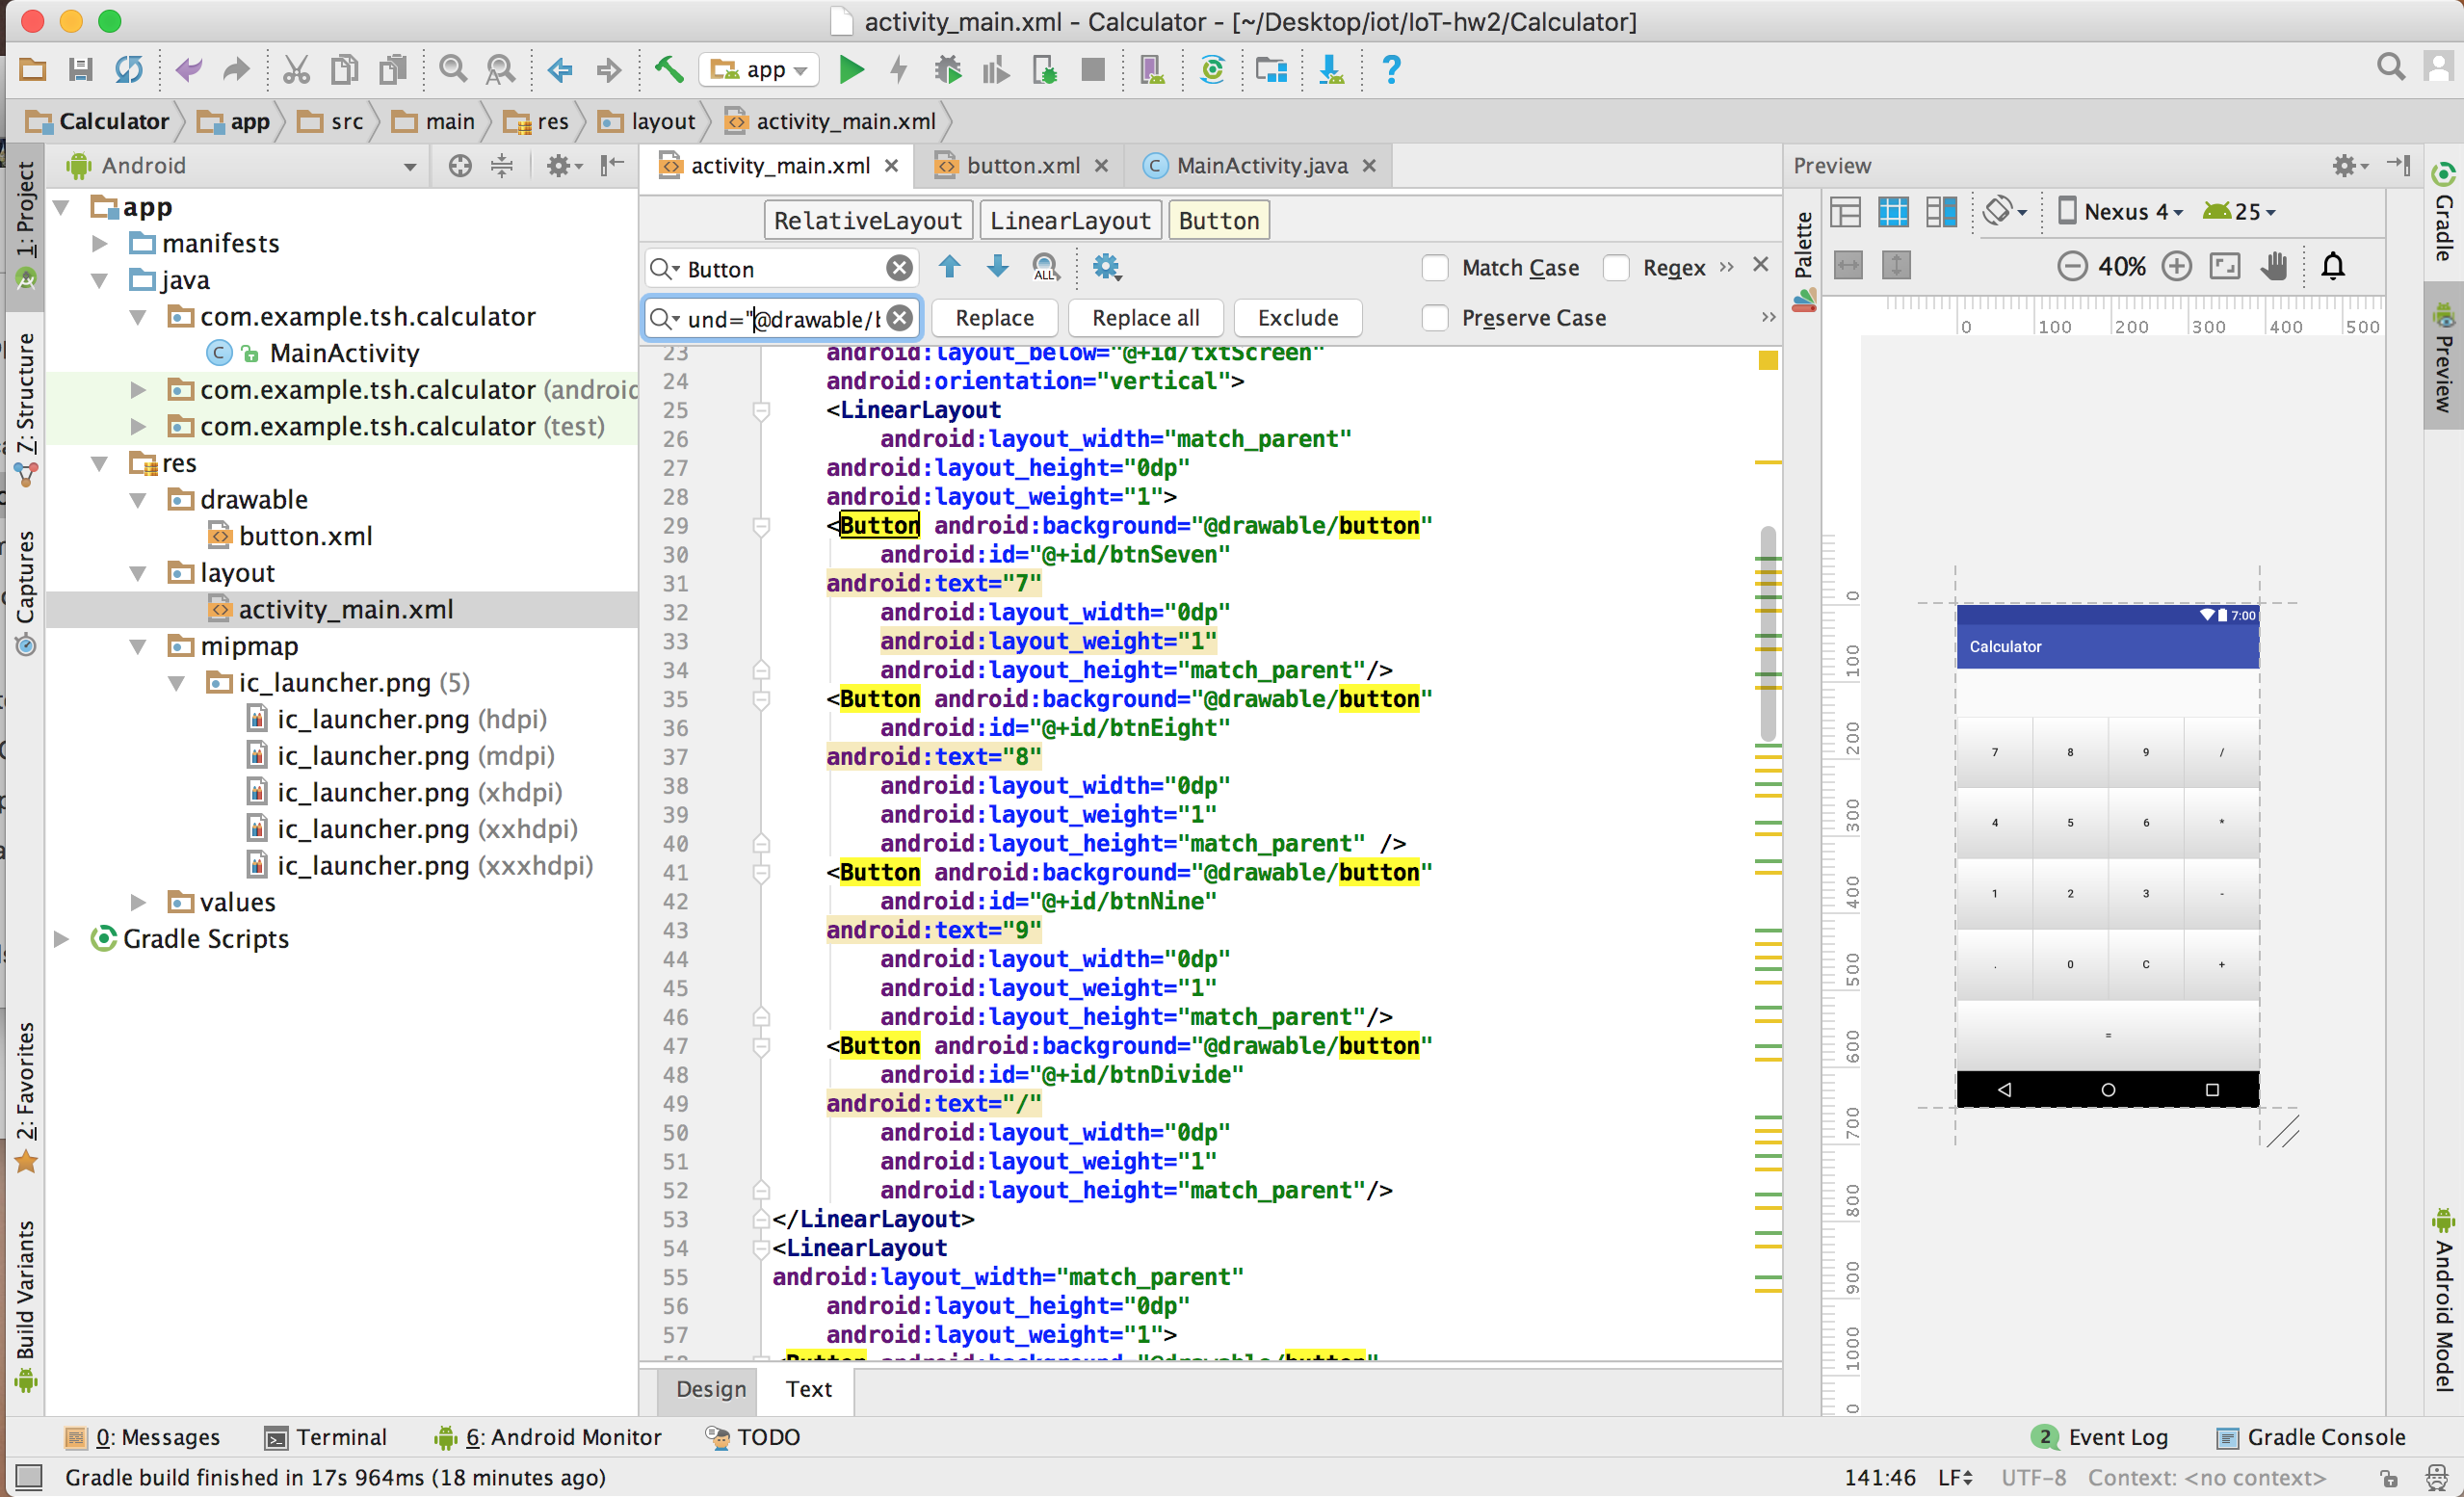 activity_main.xml - Calculator - [~/Desktop/iot/IoT-hw2/Calculator]
app
Calculator app src main res layout activity_main.xml
Android
activity_main.xml button.xml MainActivity.java
Preview
1: Project
Z: Structure
Captures
2: Favorites
Build Variants
app
manifests
java
com.example.tsh.calculator
MainActivity
com.example.tsh.calculator (android
com.example.tsh.calculator (test)
res
drawable
button.xml
layout
activity_main.xml
mipmap
ic_launcher.png (5)
ic_launcher.png (hdpi)
ic_launcher.png (mdpi)
ic_launcher.png (xhdpi)
ic_launcher.png (xxhdpi)
ic_launcher.png (xxxhdpi)
values
Gradle Scripts
RelativeLayout LinearLayout Button
Button ALL Match Case Regex
und="@drawable/b Replace Replace all Exclude Preserve Case
23 android:layout_below="@+id/txtScreen"
24 android:orientation="vertical">
25 <LinearLayout
26 android:layout_width="match_parent"
27 android:layout_height="0dp"
28 android:layout_weight="1">
29 <Button android:background="@drawable/button"
30 android:id="@+id/btnSeven"
31 android:text="7"
32 android:layout_width="0dp"
33 android:layout_weight="1"
34 android:layout_height="match_parent"/>
35 <Button android:background="@drawable/button"
36 android:id="@+id/btnEight"
37 android:text="8"
38 android:layout_width="0dp"
39 android:layout_weight="1"
40 android:layout_height="match_parent" />
41 <Button android:background="@drawable/button"
42 android:id="@+id/btnNine"
43 android:text="9"
44 android:layout_width="0dp"
45 android:layout_weight="1"
46 android:layout_height="match_parent"/>
47 <Button android:background="@drawable/button"
48 android:id="@+id/btnDivide"
49 android:text="/"
50 android:layout_width="0dp"
51 android:layout_weight="1"
52 android:layout_height="match_parent"/>
53 </LinearLayout>
54 <LinearLayout
55 android:layout_width="match_parent"
56 android:layout_height="0dp"
57 android:layout_weight="1">
58 <Button android:background="@drawable/button"
Design Text
Palette
Nexus 4 25
40%
0 100 200 300 400 500
0
100
200
300
400
500
600
700
800
900
1000
0
7:00
Calculator
7 8 9 /
4 5 6 *
1 2 3 -
. 0 C +
=
Gradle
Preview
Android Model
0: Messages Terminal 6: Android Monitor TODO
2 Event Log Gradle Console
Gradle build finished in 17s 964ms (18 minutes ago)
141:46 LF UTF-8 Context: <no context>